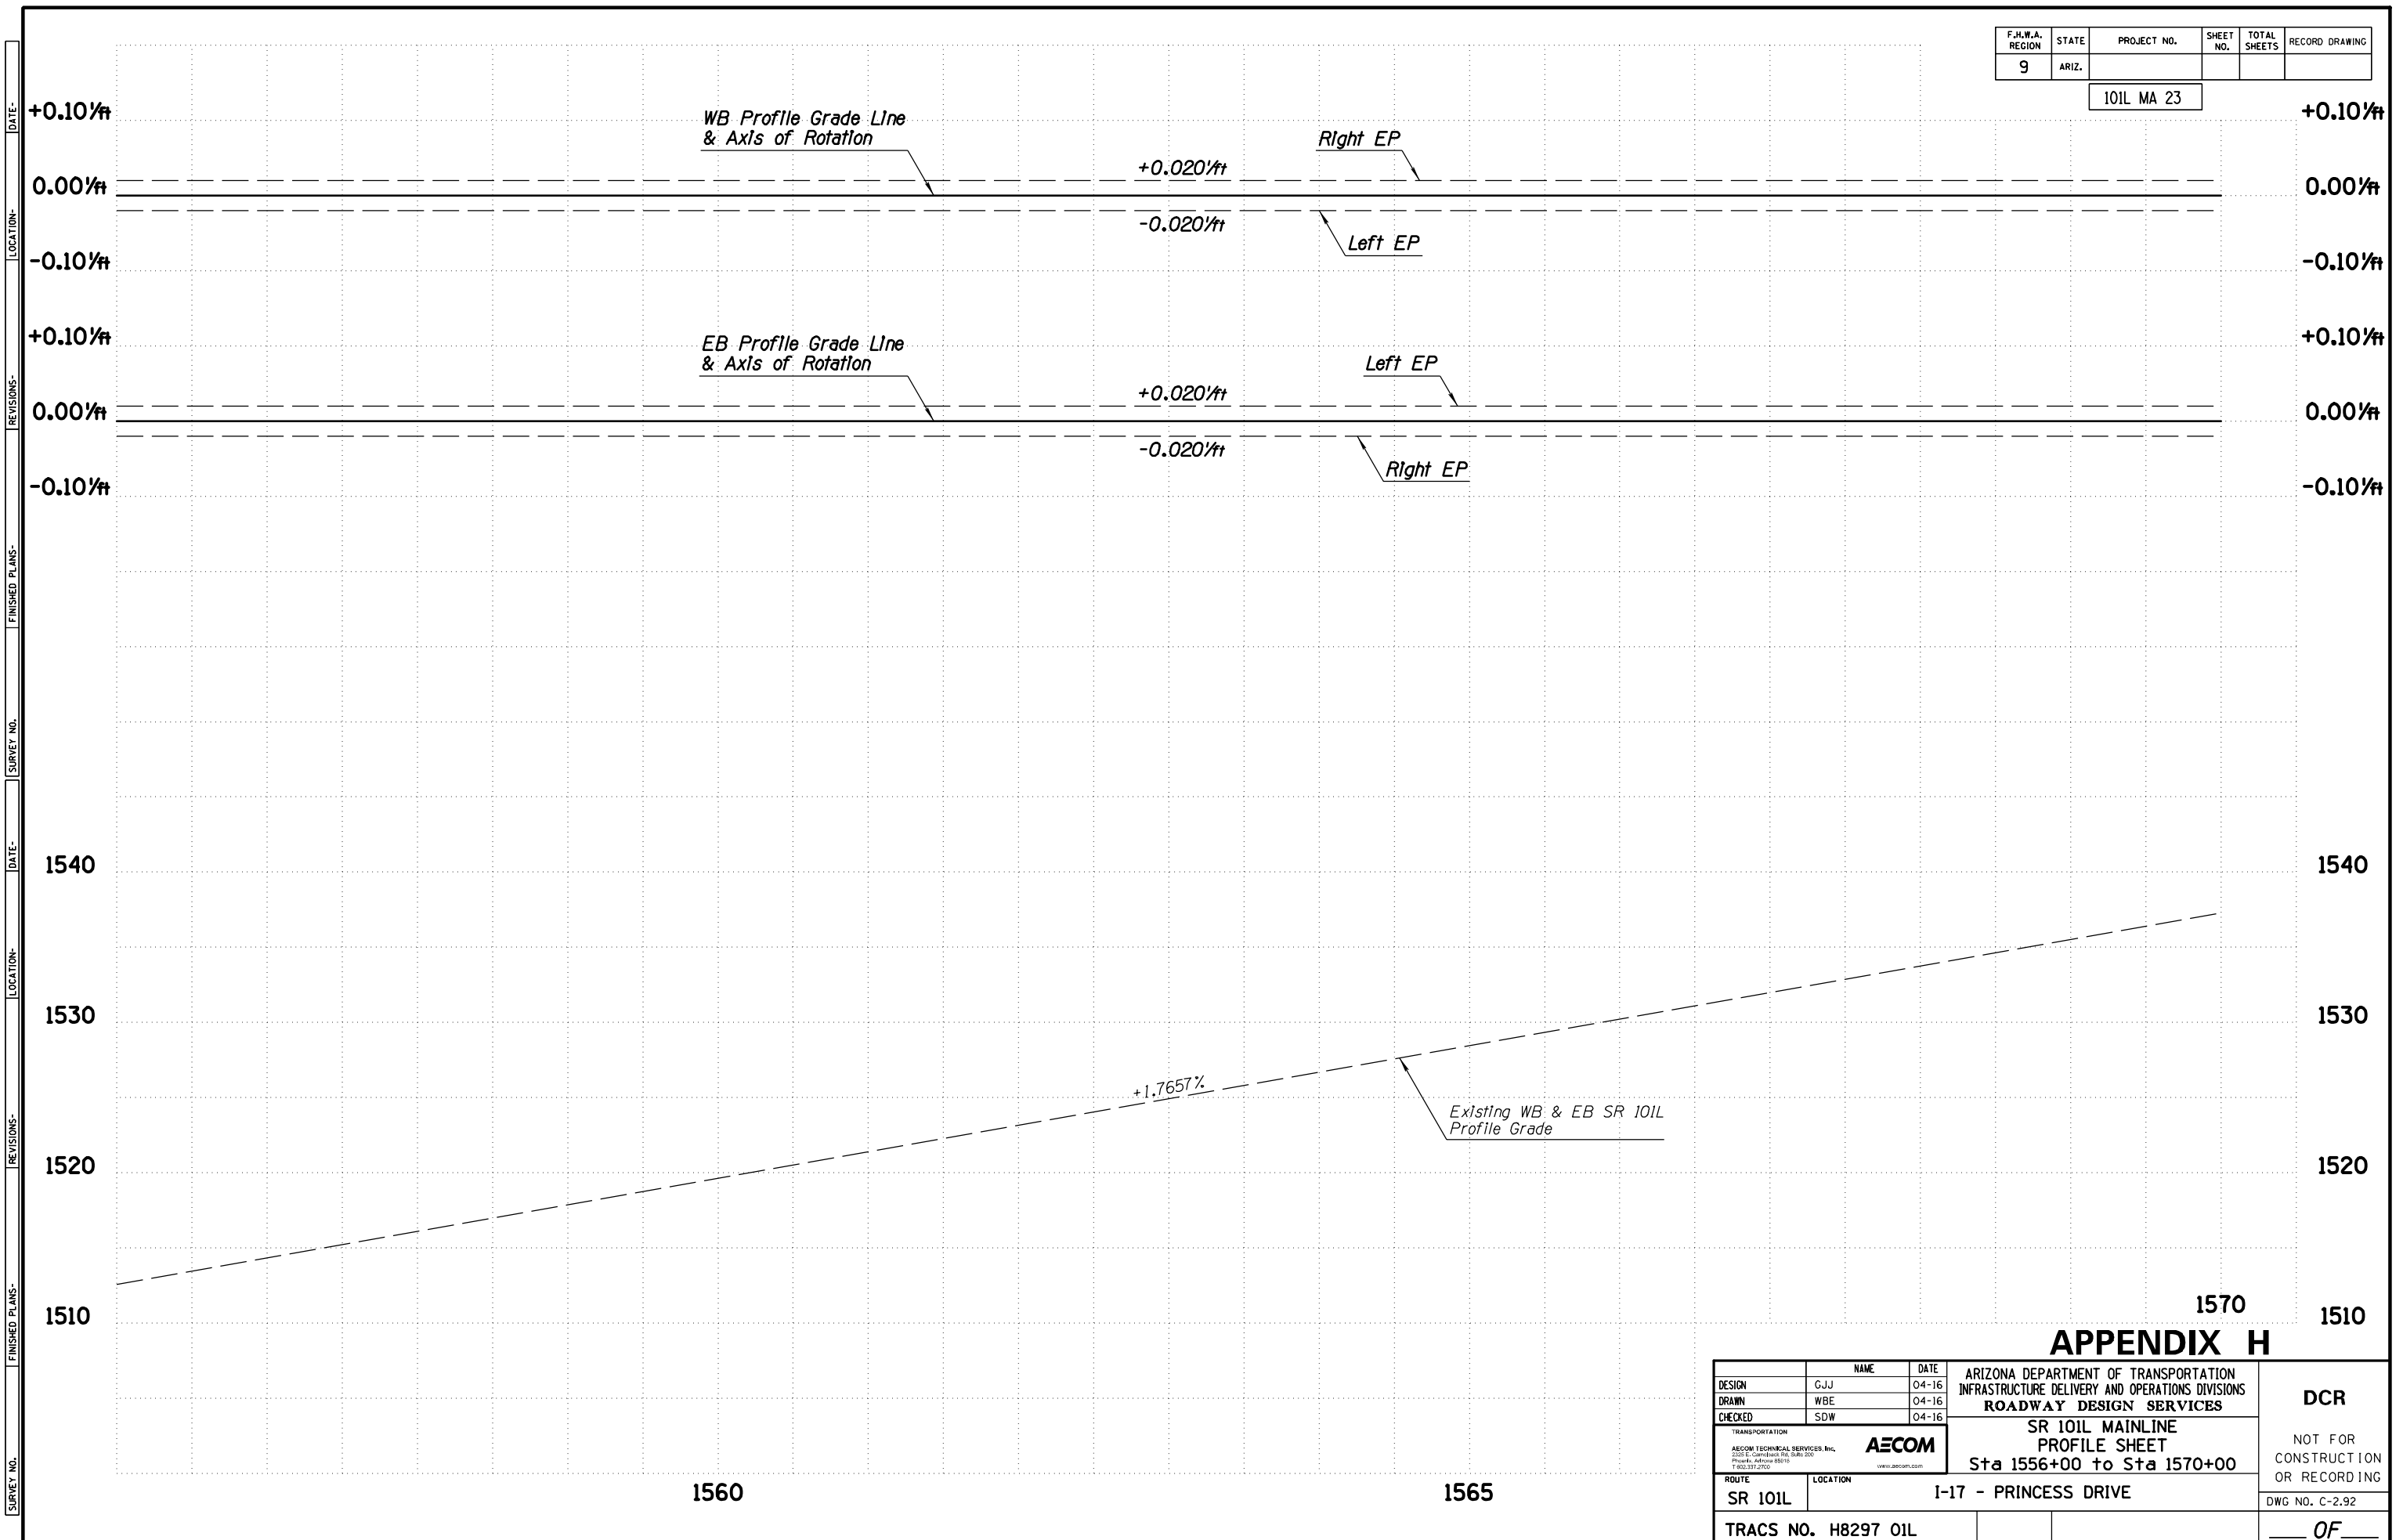 F.H.W.A. REGION STATE PROJECT NO. SHEET NO. TOTAL SHEETS RECORD DRAWING
9 ARIZ.
101L MA 23
+0.10'/ft +0.10'/ft
WB Profile Grade Line
& Axis of Rotation
Right EP
+0.020'/ft
0.00'/ft 0.00'/ft
-0.020'/ft
Left EP
-0.10'/ft -0.10'/ft
+0.10'/ft +0.10'/ft
EB Profile Grade Line
& Axis of Rotation
Left EP
+0.020'/ft
0.00'/ft 0.00'/ft
-0.020'/ft
Right EP
-0.10'/ft -0.10'/ft
1540 1540
1530 1530
+1.7657%
Existing WB & EB SR 101L
Profile Grade
1520 1520
1570
1510 1510
1560 1565
APPENDIX H
NAME DATE
DESIGN GJJ 04-16
DRAWN WBE 04-16
CHECKED SDW 04-16
TRANSPORTATION
AECOM TECHNICAL SERVICES, Inc.
AECOM
www.aecom.com
ARIZONA DEPARTMENT OF TRANSPORTATION
INFRASTRUCTURE DELIVERY AND OPERATIONS DIVISIONS
ROADWAY DESIGN SERVICES
SR 101L MAINLINE
PROFILE SHEET
Sta 1556+00 to Sta 1570+00
DCR
NOT FOR
CONSTRUCTION
OR RECORDING
ROUTE
SR 101L
LOCATION
I-17 - PRINCESS DRIVE
DWG NO. C-2.92
TRACS NO. H8297 01L
OF
DATE-
LOCATION-
REVISIONS-
FINISHED PLANS-
SURVEY NO.
DATE-
LOCATION-
REVISIONS-
FINISHED PLANS-
SURVEY NO.